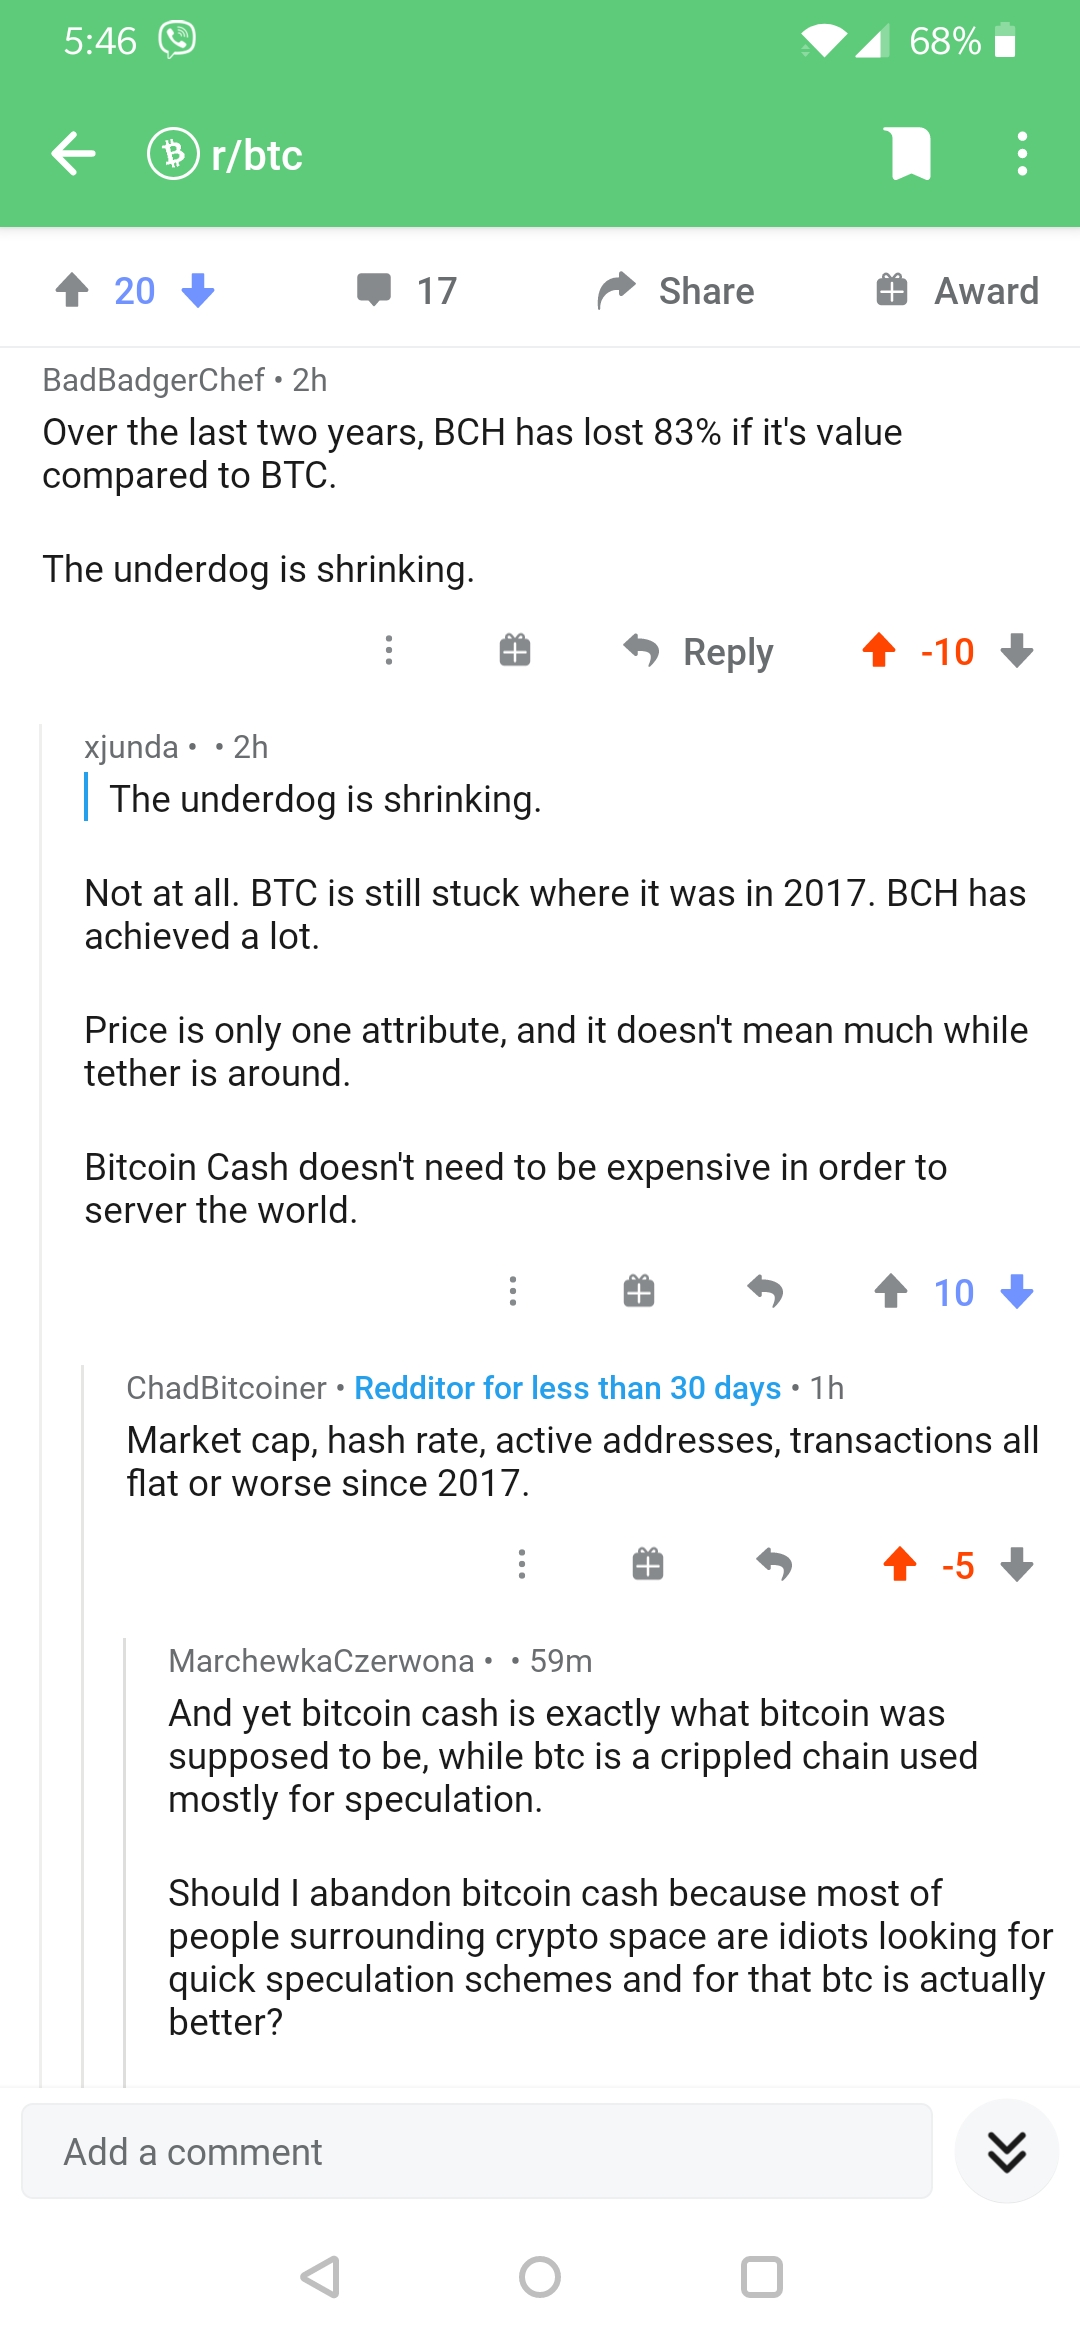 5:46
68%
r/btc
20
17
Share
Award
BadBadgerChef • 2h
Over the last two years, BCH has lost 83% if it's value
compared to BTC.
The underdog is shrinking.
Reply
-10
xjunda • • 2h
The underdog is shrinking.
Not at all. BTC is still stuck where it was in 2017. BCH has
achieved a lot.
Price is only one attribute, and it doesn't mean much while
tether is around.
Bitcoin Cash doesn't need to be expensive in order to
server the world.
10
ChadBitcoiner • Redditor for less than 30 days • 1h
Market cap, hash rate, active addresses, transactions all
flat or worse since 2017.
-5
MarchewkaCzerwona • • 59m
And yet bitcoin cash is exactly what bitcoin was
supposed to be, while btc is a crippled chain used
mostly for speculation.
Should I abandon bitcoin cash because most of
people surrounding crypto space are idiots looking for
quick speculation schemes and for that btc is actually
better?
Add a comment